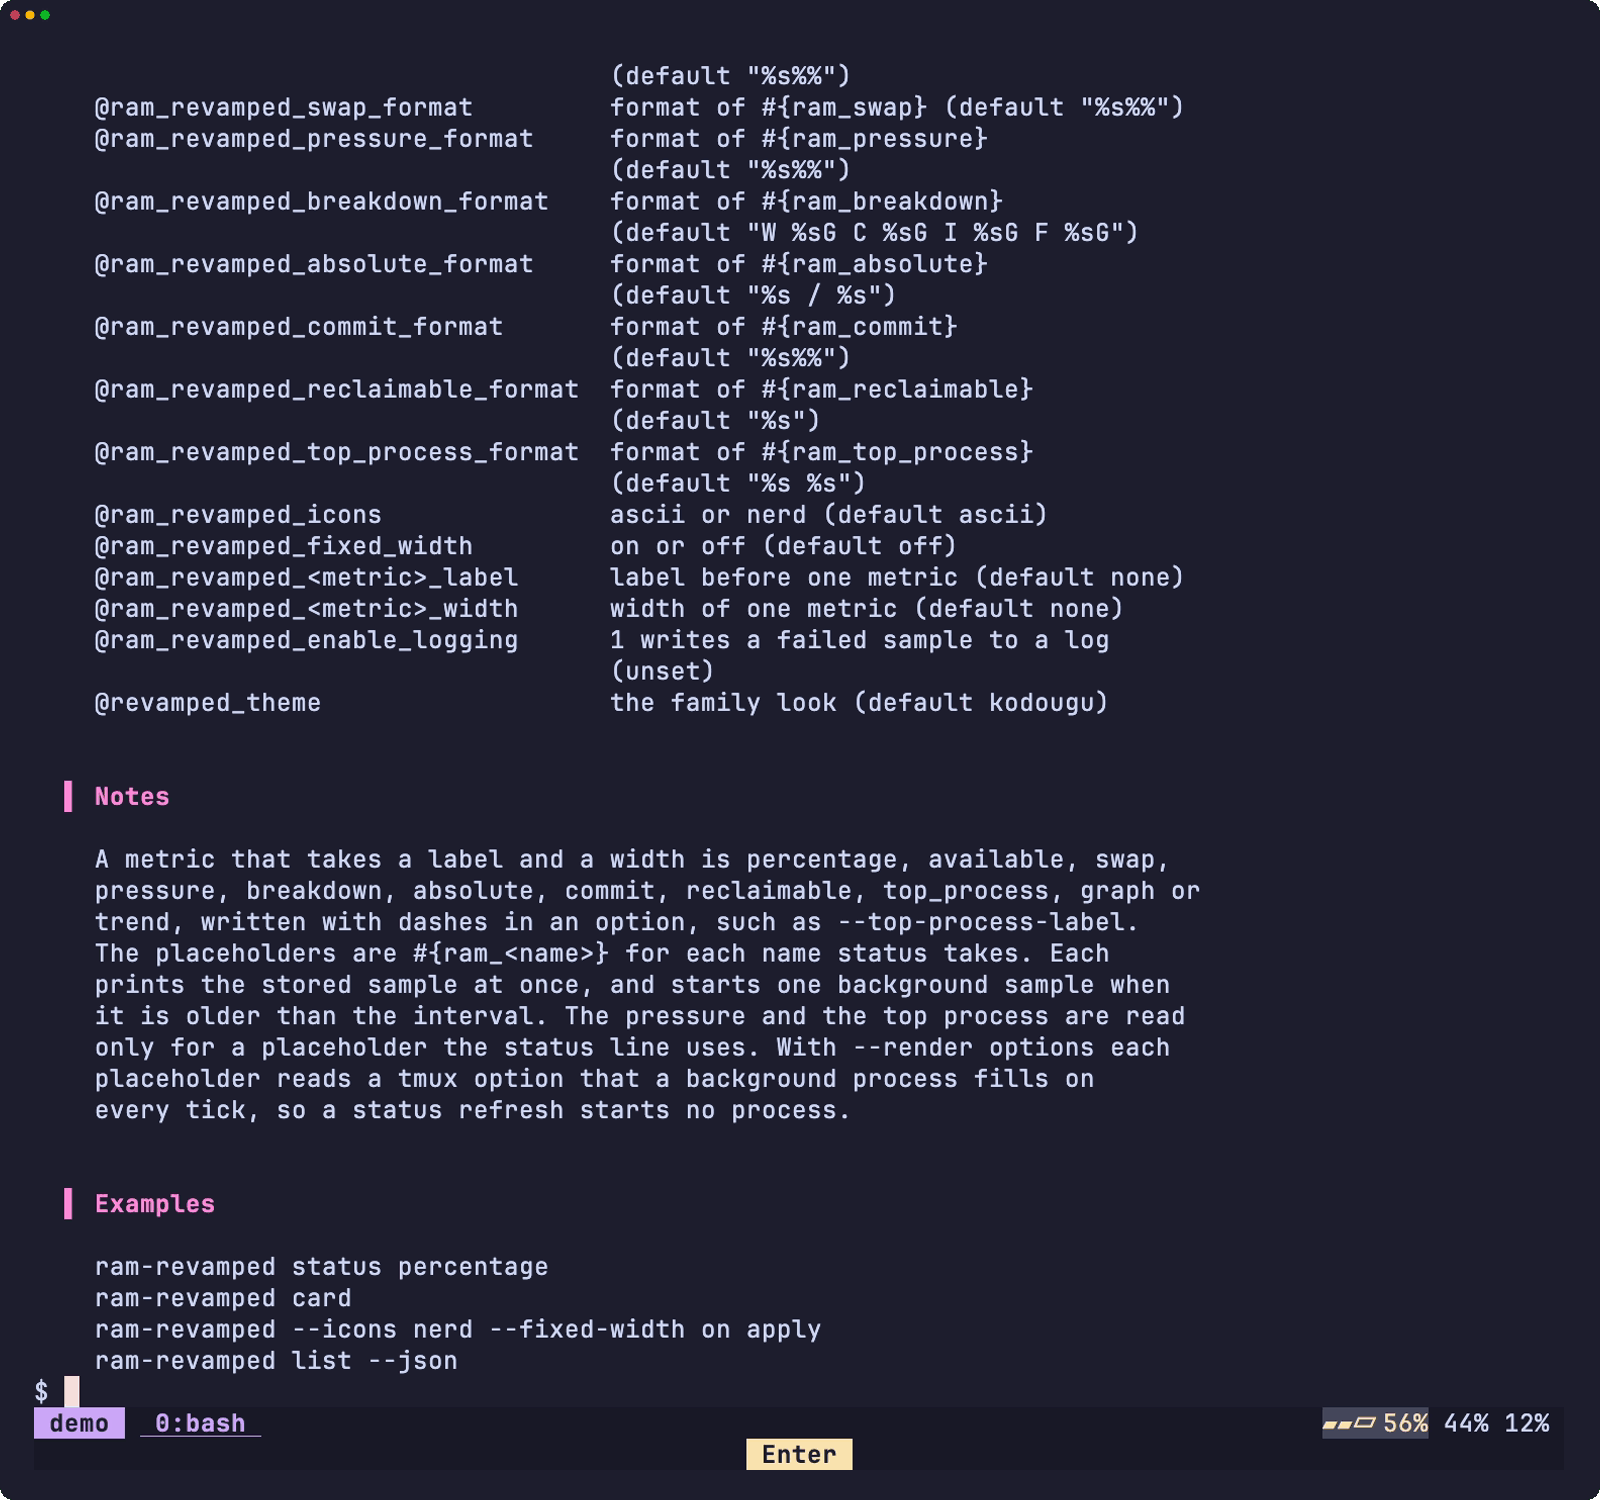 (default "%s%%")
@ram_revamped_swap_format format of #{ram_swap} (default "%s%%")
@ram_revamped_pressure_format format of #{ram_pressure}
(default "%s%%")
@ram_revamped_breakdown_format format of #{ram_breakdown}
(default "W %sG C %sG I %sG F %sG")
@ram_revamped_absolute_format format of #{ram_absolute}
(default "%s / %s")
@ram_revamped_commit_format format of #{ram_commit}
(default "%s%%")
@ram_revamped_reclaimable_format format of #{ram_reclaimable}
(default "%s")
@ram_revamped_top_process_format format of #{ram_top_process}
(default "%s %s")
@ram_revamped_icons ascii or nerd (default ascii)
@ram_revamped_fixed_width on or off (default off)
@ram_revamped_<metric>_label label before one metric (default none)
@ram_revamped_<metric>_width width of one metric (default none)
@ram_revamped_enable_logging 1 writes a failed sample to a log
(unset)
@revamped_theme the family look (default kodougu)
Notes
A metric that takes a label and a width is percentage, available, swap,
pressure, breakdown, absolute, commit, reclaimable, top_process, graph or
trend, written with dashes in an option, such as --top-process-label.
The placeholders are #{ram_<name>} for each name status takes. Each
prints the stored sample at once, and starts one background sample when
it is older than the interval. The pressure and the top process are read
only for a placeholder the status line uses. With --render options each
placeholder reads a tmux option that a background process fills on
every tick, so a status refresh starts no process.
Examples
ram-revamped status percentage
ram-revamped card
ram-revamped --icons nerd --fixed-width on apply
ram-revamped list --json
$
demo 0:bash 56% 44% 12%
Enter